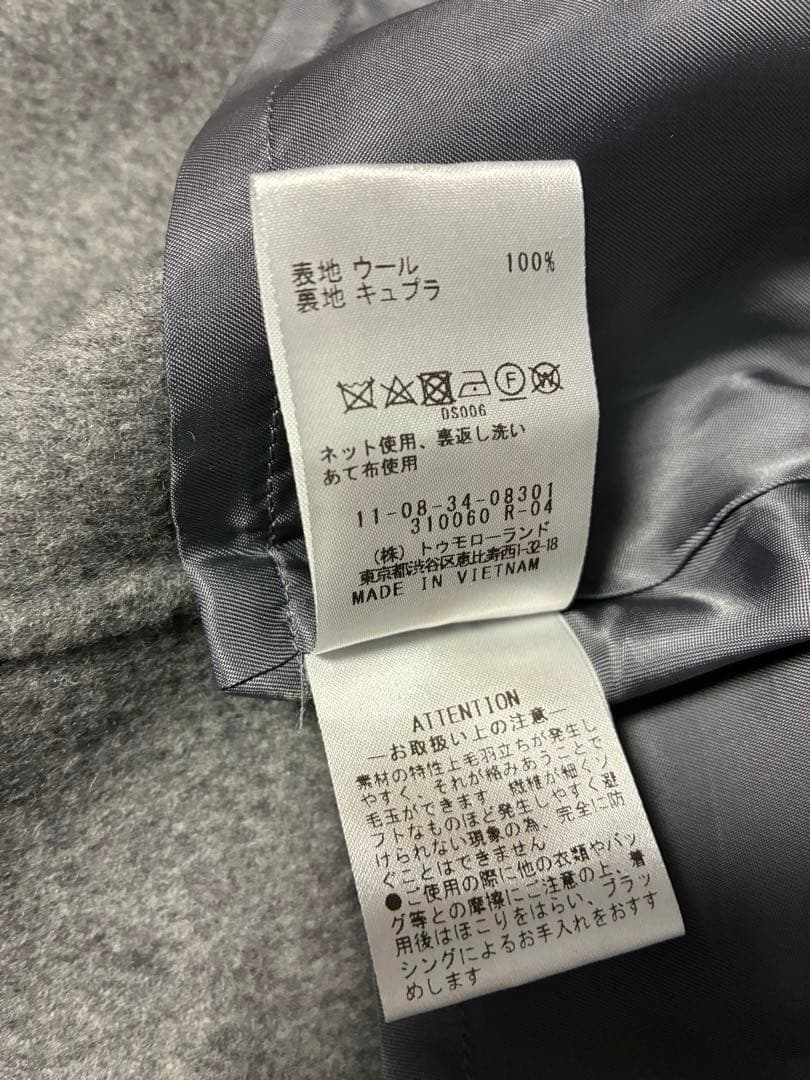 表地 ウール 100%
裏地 キュプラ
F W
DS006
ネット使用、裏返し洗い
あて布使用
11-08-34-08301
310060 R-04
(株) トゥモローランド
東京都渋谷区恵比寿西1-32-18
MADE IN VIETNAM
ATTENTION
―お取扱い上の注意―
素材の特性上毛羽立ちが発生し
やすく、それが絡みあうことで
毛玉ができます 繊維が細くソ
フトなものほど発生しやすく避
けられない現象の為、完全に防
ぐことはできません
●ご使用の際に他の衣類やバッ
グ等との摩擦にご注意の上、着
用後はほこりをはらい、ブラッ
シングによるお手入れをおすす
めします